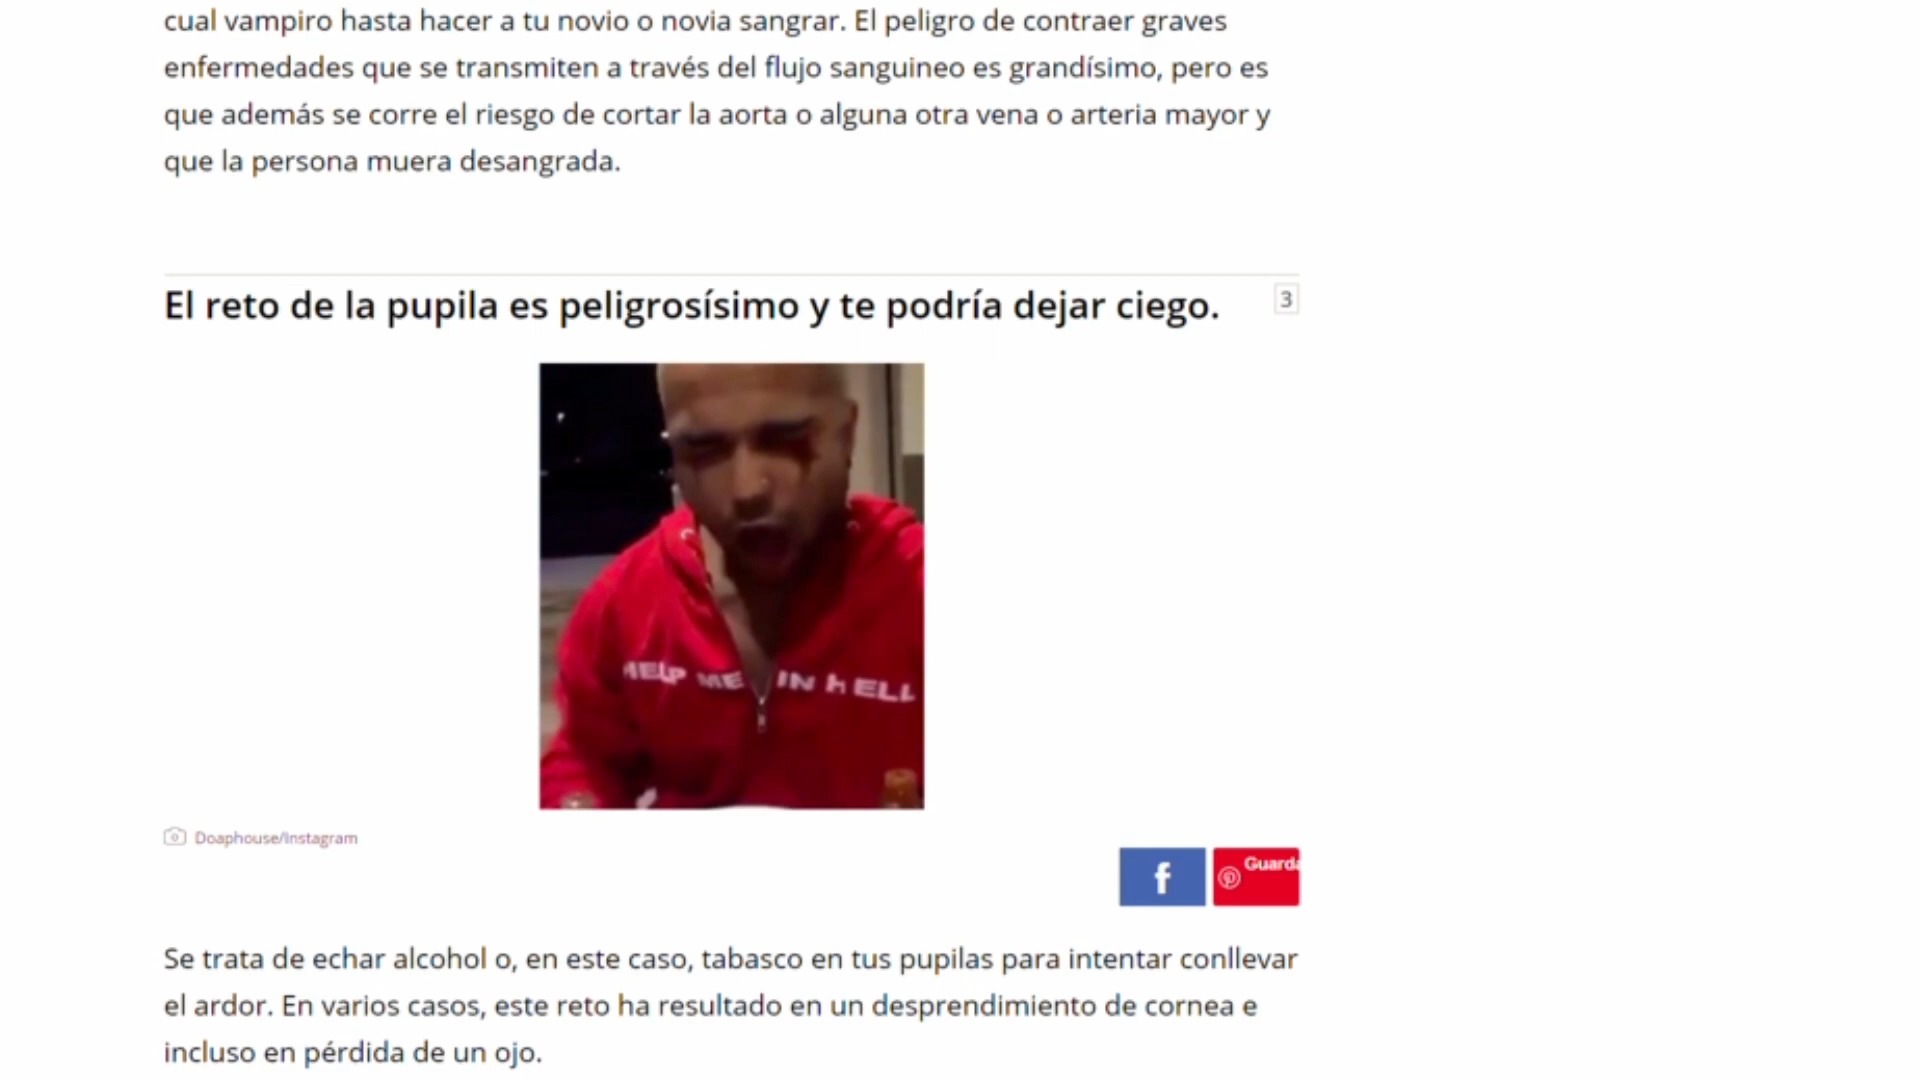 cual vampiro hasta hacer a tu novio o novia sangrar. El peligro de contraer graves
enfermedades que se transmiten a través del flujo sanguineo es grandísimo, pero es
que además se corre el riesgo de cortar la aorta o alguna otra vena o arteria mayor y
que la persona muera desangrada.
El reto de la pupila es peligrosísimo y te podría dejar ciego.
3
HELP ME IN hELL
Doaphouse/Instagram
f
Guarda
Se trata de echar alcohol o, en este caso, tabasco en tus pupilas para intentar conllevar
el ardor. En varios casos, este reto ha resultado en un desprendimiento de cornea e
incluso en pérdida de un ojo.